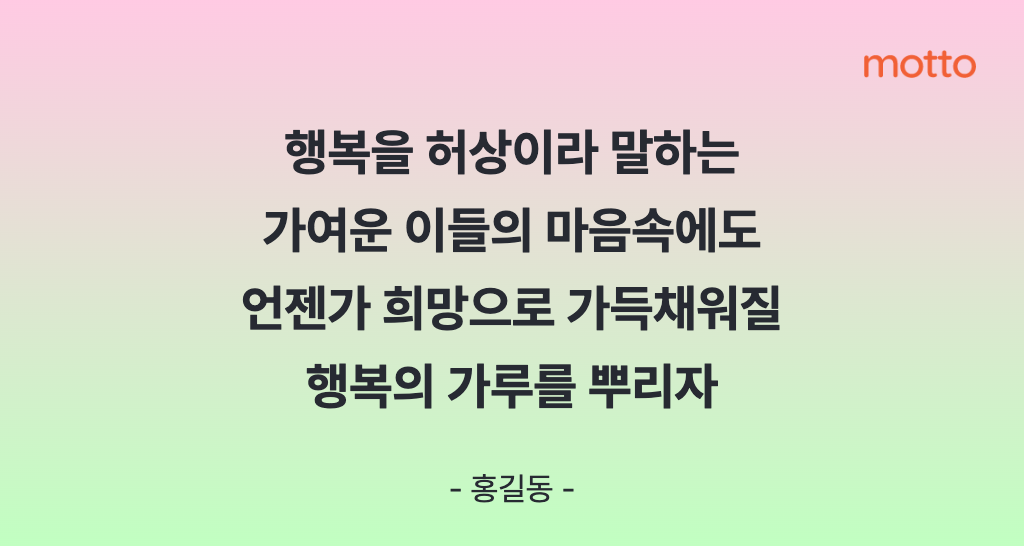 motto
행복을 허상이라 말하는
가여운 이들의 마음속에도
언젠가 희망으로 가득채워질
행복의 가루를 뿌리자
- 홍길동 -